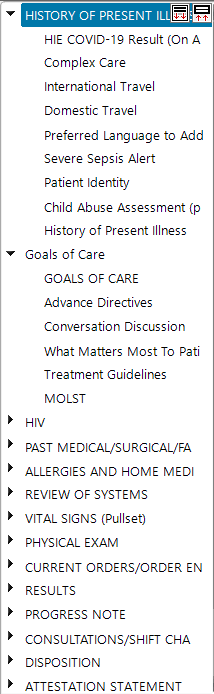 HISTORY OF PRESENT ILL
HIE COVID-19 Result (On A
Complex Care
International Travel
Domestic Travel
Preferred Language to Add
Severe Sepsis Alert
Patient Identity
Child Abuse Assessment (p
History of Present Illness
Goals of Care
GOALS OF CARE
Advance Directives
Conversation Discussion
What Matters Most To Pati
Treatment Guidelines
MOLST
HIV
PAST MEDICAL/SURGICAL/FA
ALLERGIES AND HOME MEDI
REVIEW OF SYSTEMS
VITAL SIGNS (Pullset)
PHYSICAL EXAM
CURRENT ORDERS/ORDER EN
RESULTS
PROGRESS NOTE
CONSULTATIONS/SHIFT CHA
DISPOSITION
ATTESTATION STATEMENT